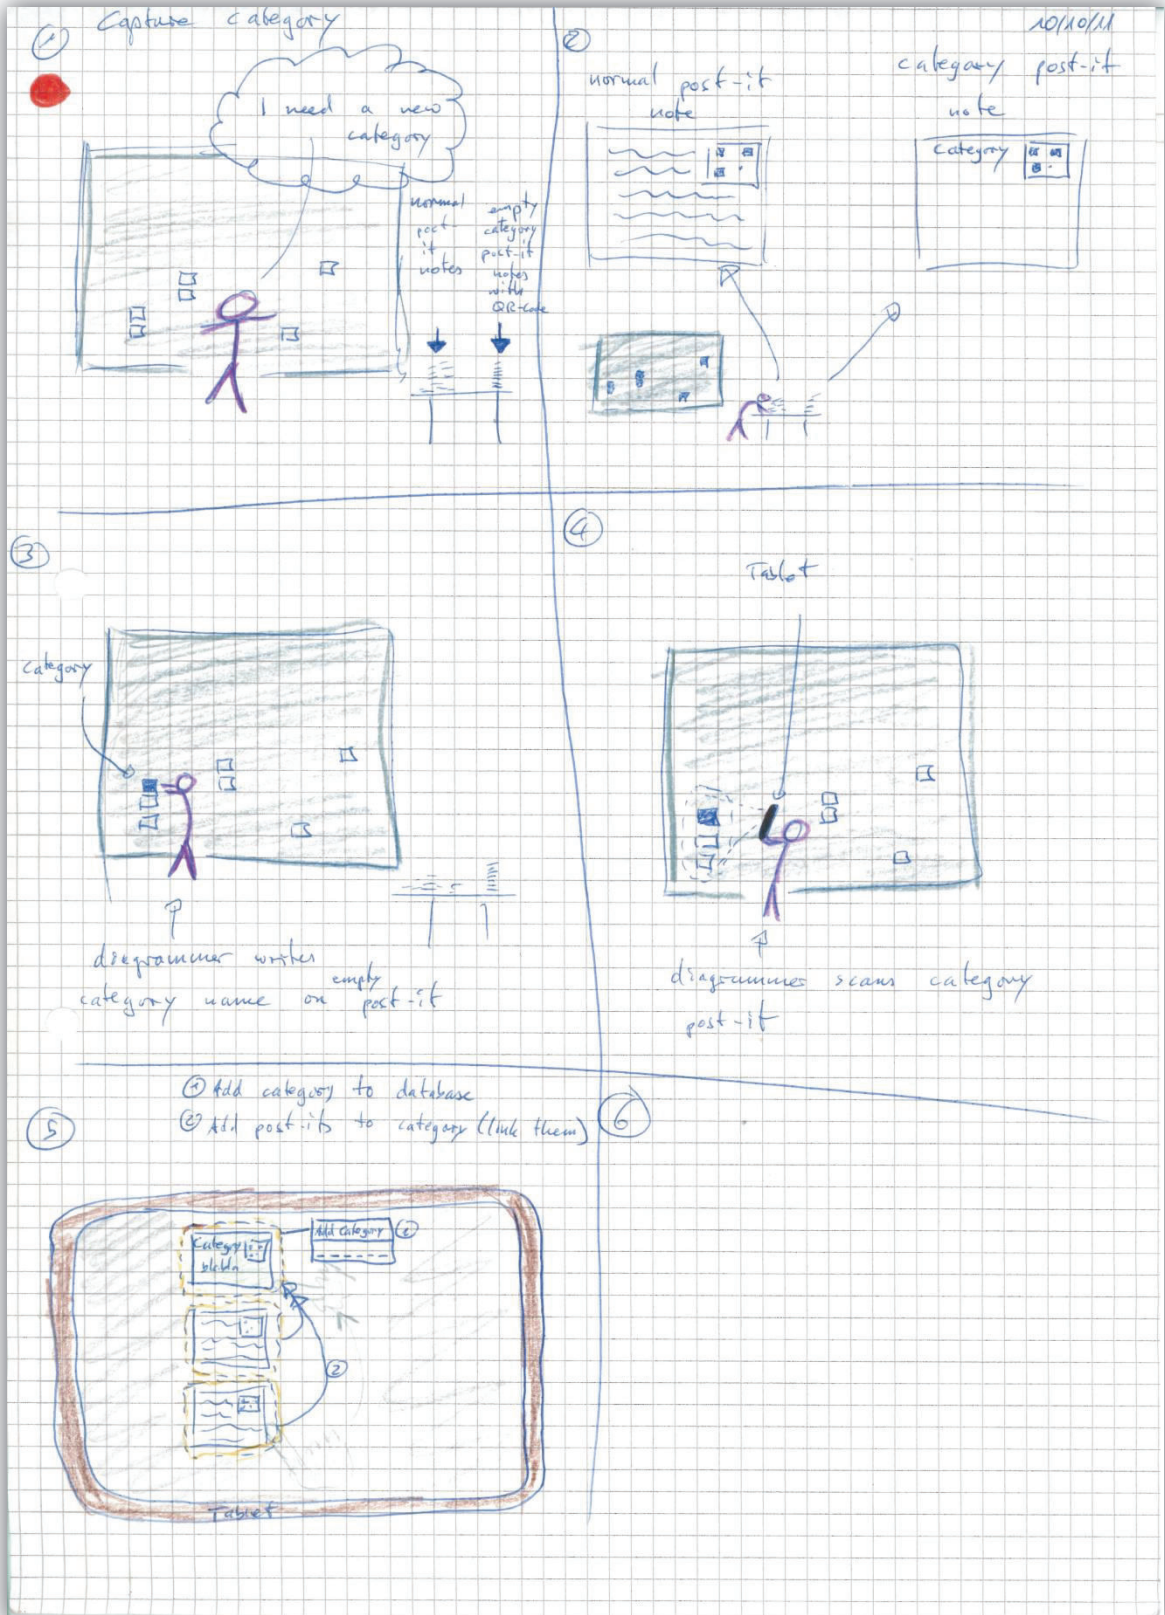 1
Capture category
I need a new
category
normal
post-
it
notes
empty
category
post-it
notes
with
QR-code
2
10/10/11
normal post-it
note
category post-it
note
category
3
category
diagrammer writes
category name on empty post-it
4
Tablet
diagrammer scans category
post-it
5
1 Add category to database
2 Add post-its to category (link them)
Category
Add category
2
Tablet
6